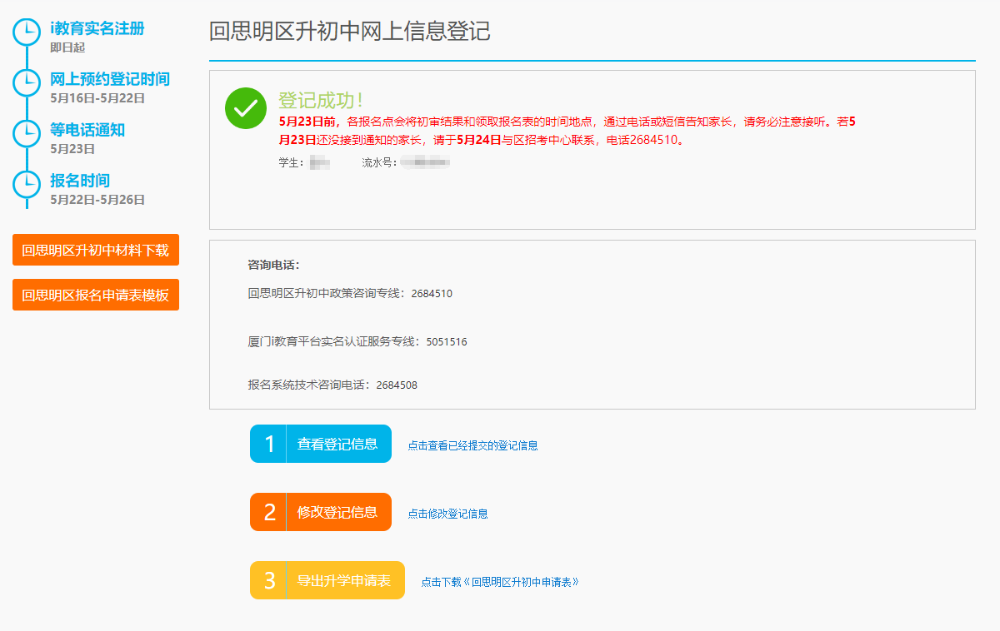 i教育实名注册
即日起
网上预约登记时间
5月16日-5月22日
等电话通知
5月23日
报名时间
5月22日-5月26日
回思明区升初中材料下载
回思明区报名申请表模板
回思明区升初中网上信息登记
登记成功！
5月23日前，各报名点会将初审结果和领取报名表的时间地点，通过电话或短信告知家长，请务必注意接听。若5
月23日还没接到通知的家长，请于5月24日与区招考中心联系，电话2684510。
学生： 流水号：
咨询电话：
回思明区升初中政策咨询专线：2684510
厦门i教育平台实名认证服务专线：5051516
报名系统技术咨询电话：2684508
1 查看登记信息 点击查看已经提交的登记信息
2 修改登记信息 点击修改登记信息
3 导出升学申请表 点击下载《回思明区升初中申请表》